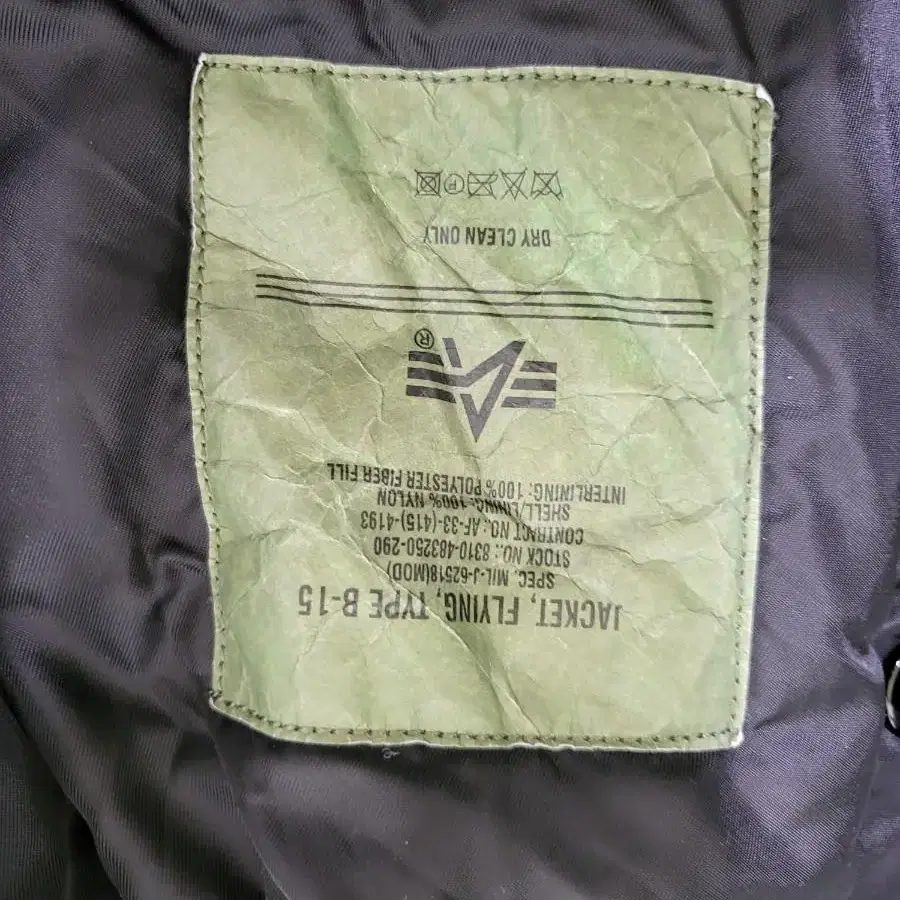 JACKET, FLYING, TYPE B-15
SPEC. MIL-J-62518(MOD)
STOCK NO.: 8310-483250-290
CONTRACT NO.: AF-33-(415)-4193
SHELL/LINING: 100% NYLON
INTERLINING: 100% POLYESTER FIBER FILL
®
DRY CLEAN ONLY
P